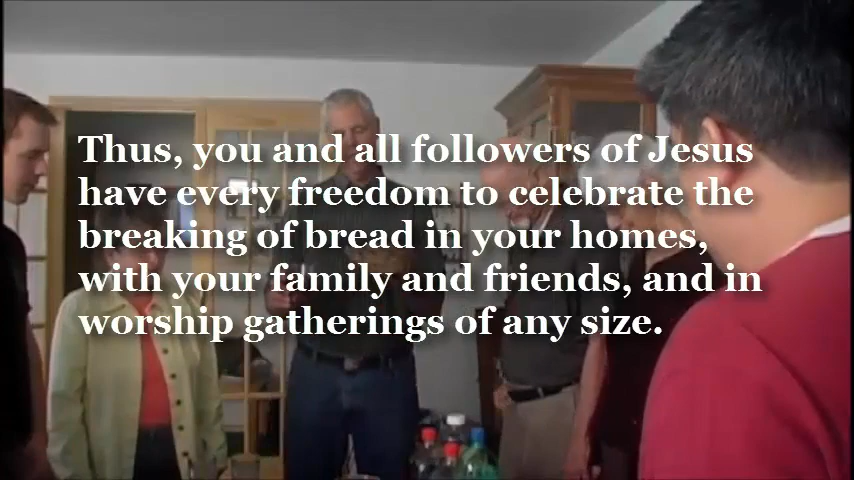 Thus, you and all followers of Jesus
have every freedom to celebrate the
breaking of bread in your homes,
with your family and friends, and in
worship gatherings of any size.